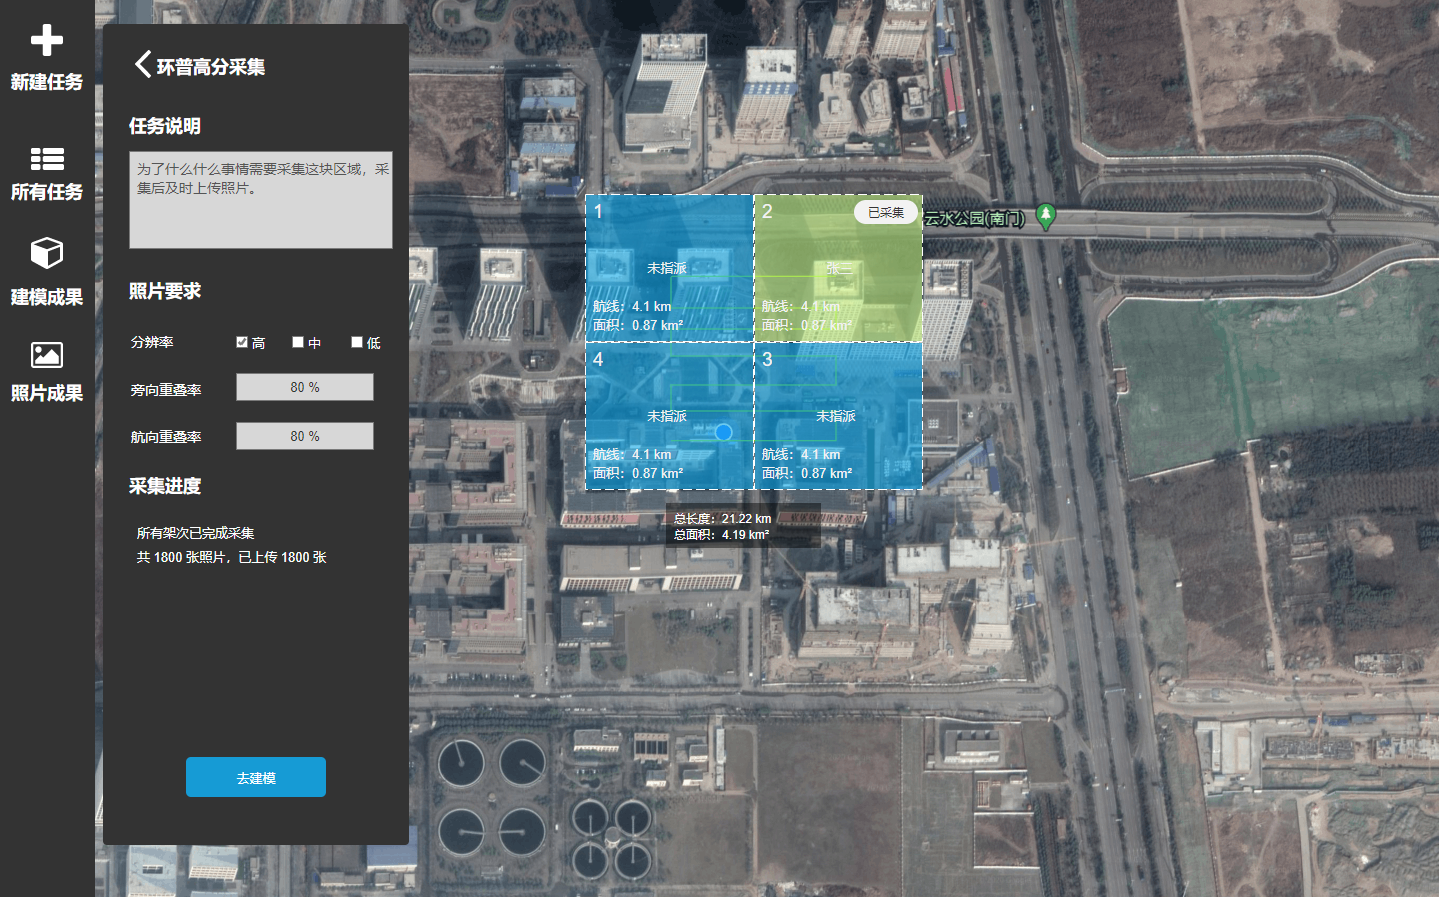 新建任务
所有任务
建模成果
照片成果
环普高分采集
任务说明
为了什么什么事情需要采集这块区域，采
集后及时上传照片。
照片要求
分辨率 高 中 低
旁向重叠率 80 %
航向重叠率 80 %
采集进度
所有架次已完成采集
共 1800 张照片，已上传 1800 张
去建模
1
未指派
航线：4.1 km
面积：0.87 km²
2
已采集
张三
航线：4.1 km
面积：0.87 km²
云水公园(南门)
4
未指派
航线：4.1 km
面积：0.87 km²
3
未指派
航线：4.1 km
面积：0.87 km²
总长度：21.22 km
总面积：4.19 km²